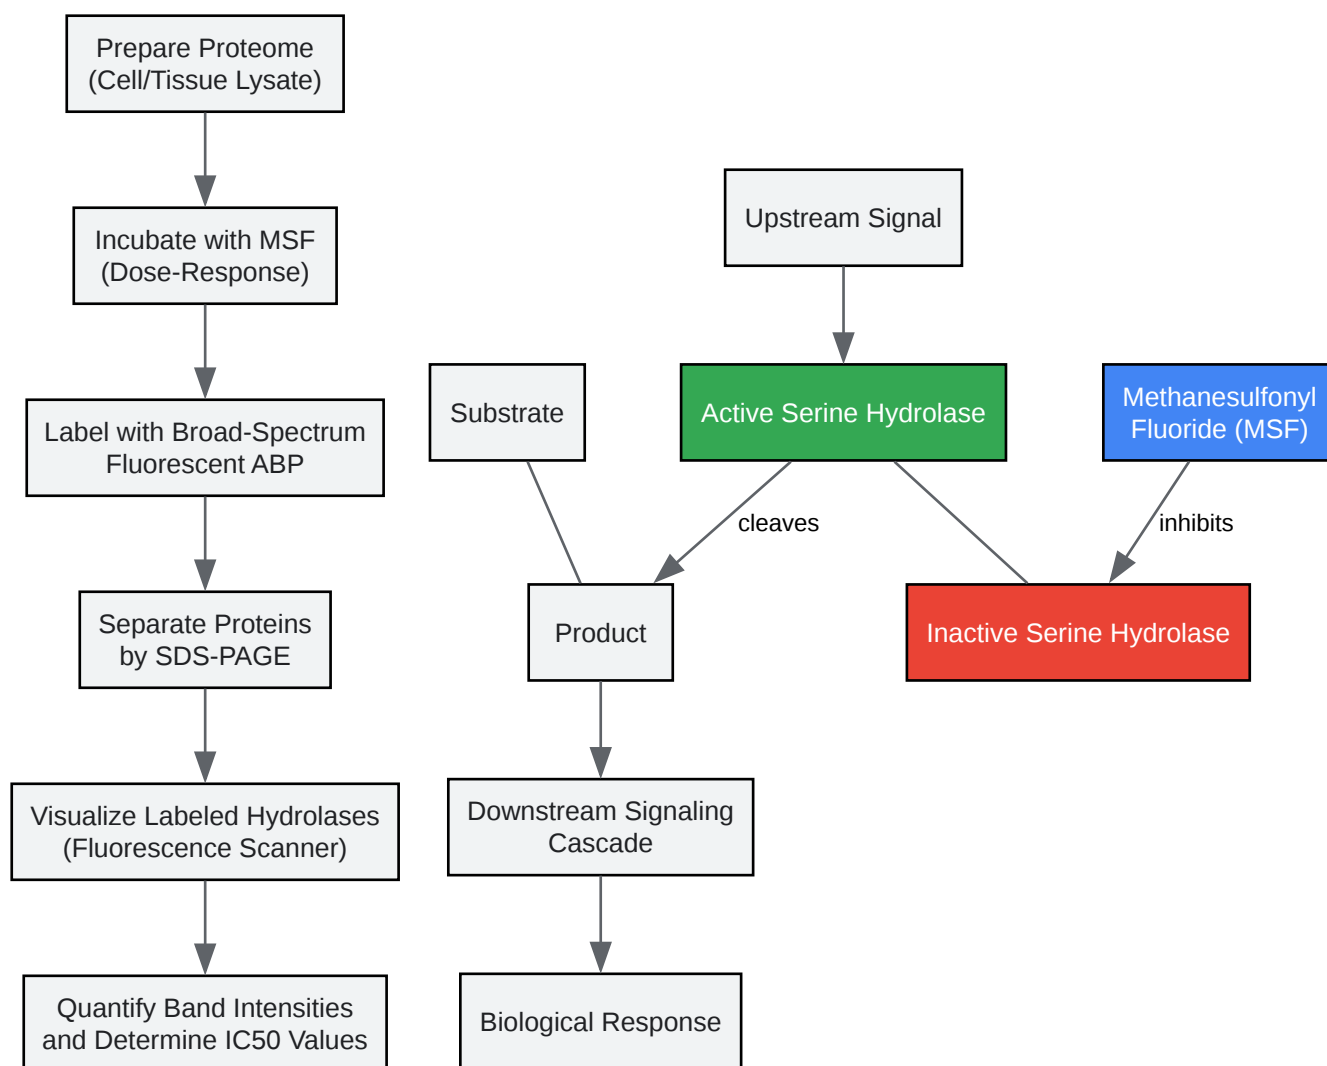 Prepare Proteome
(Cell/Tissue Lysate)
Incubate with MSF
(Dose-Response)
Label with Broad-Spectrum
Fluorescent ABP
Separate Proteins
by SDS-PAGE
Visualize Labeled Hydrolases
(Fluorescence Scanner)
Quantify Band Intensities
and Determine IC50 Values
Upstream Signal
Substrate
Active Serine Hydrolase
Methanesulfonyl
Fluoride (MSF)
cleaves
inhibits
Product
Inactive Serine Hydrolase
Downstream Signaling
Cascade
Biological Response